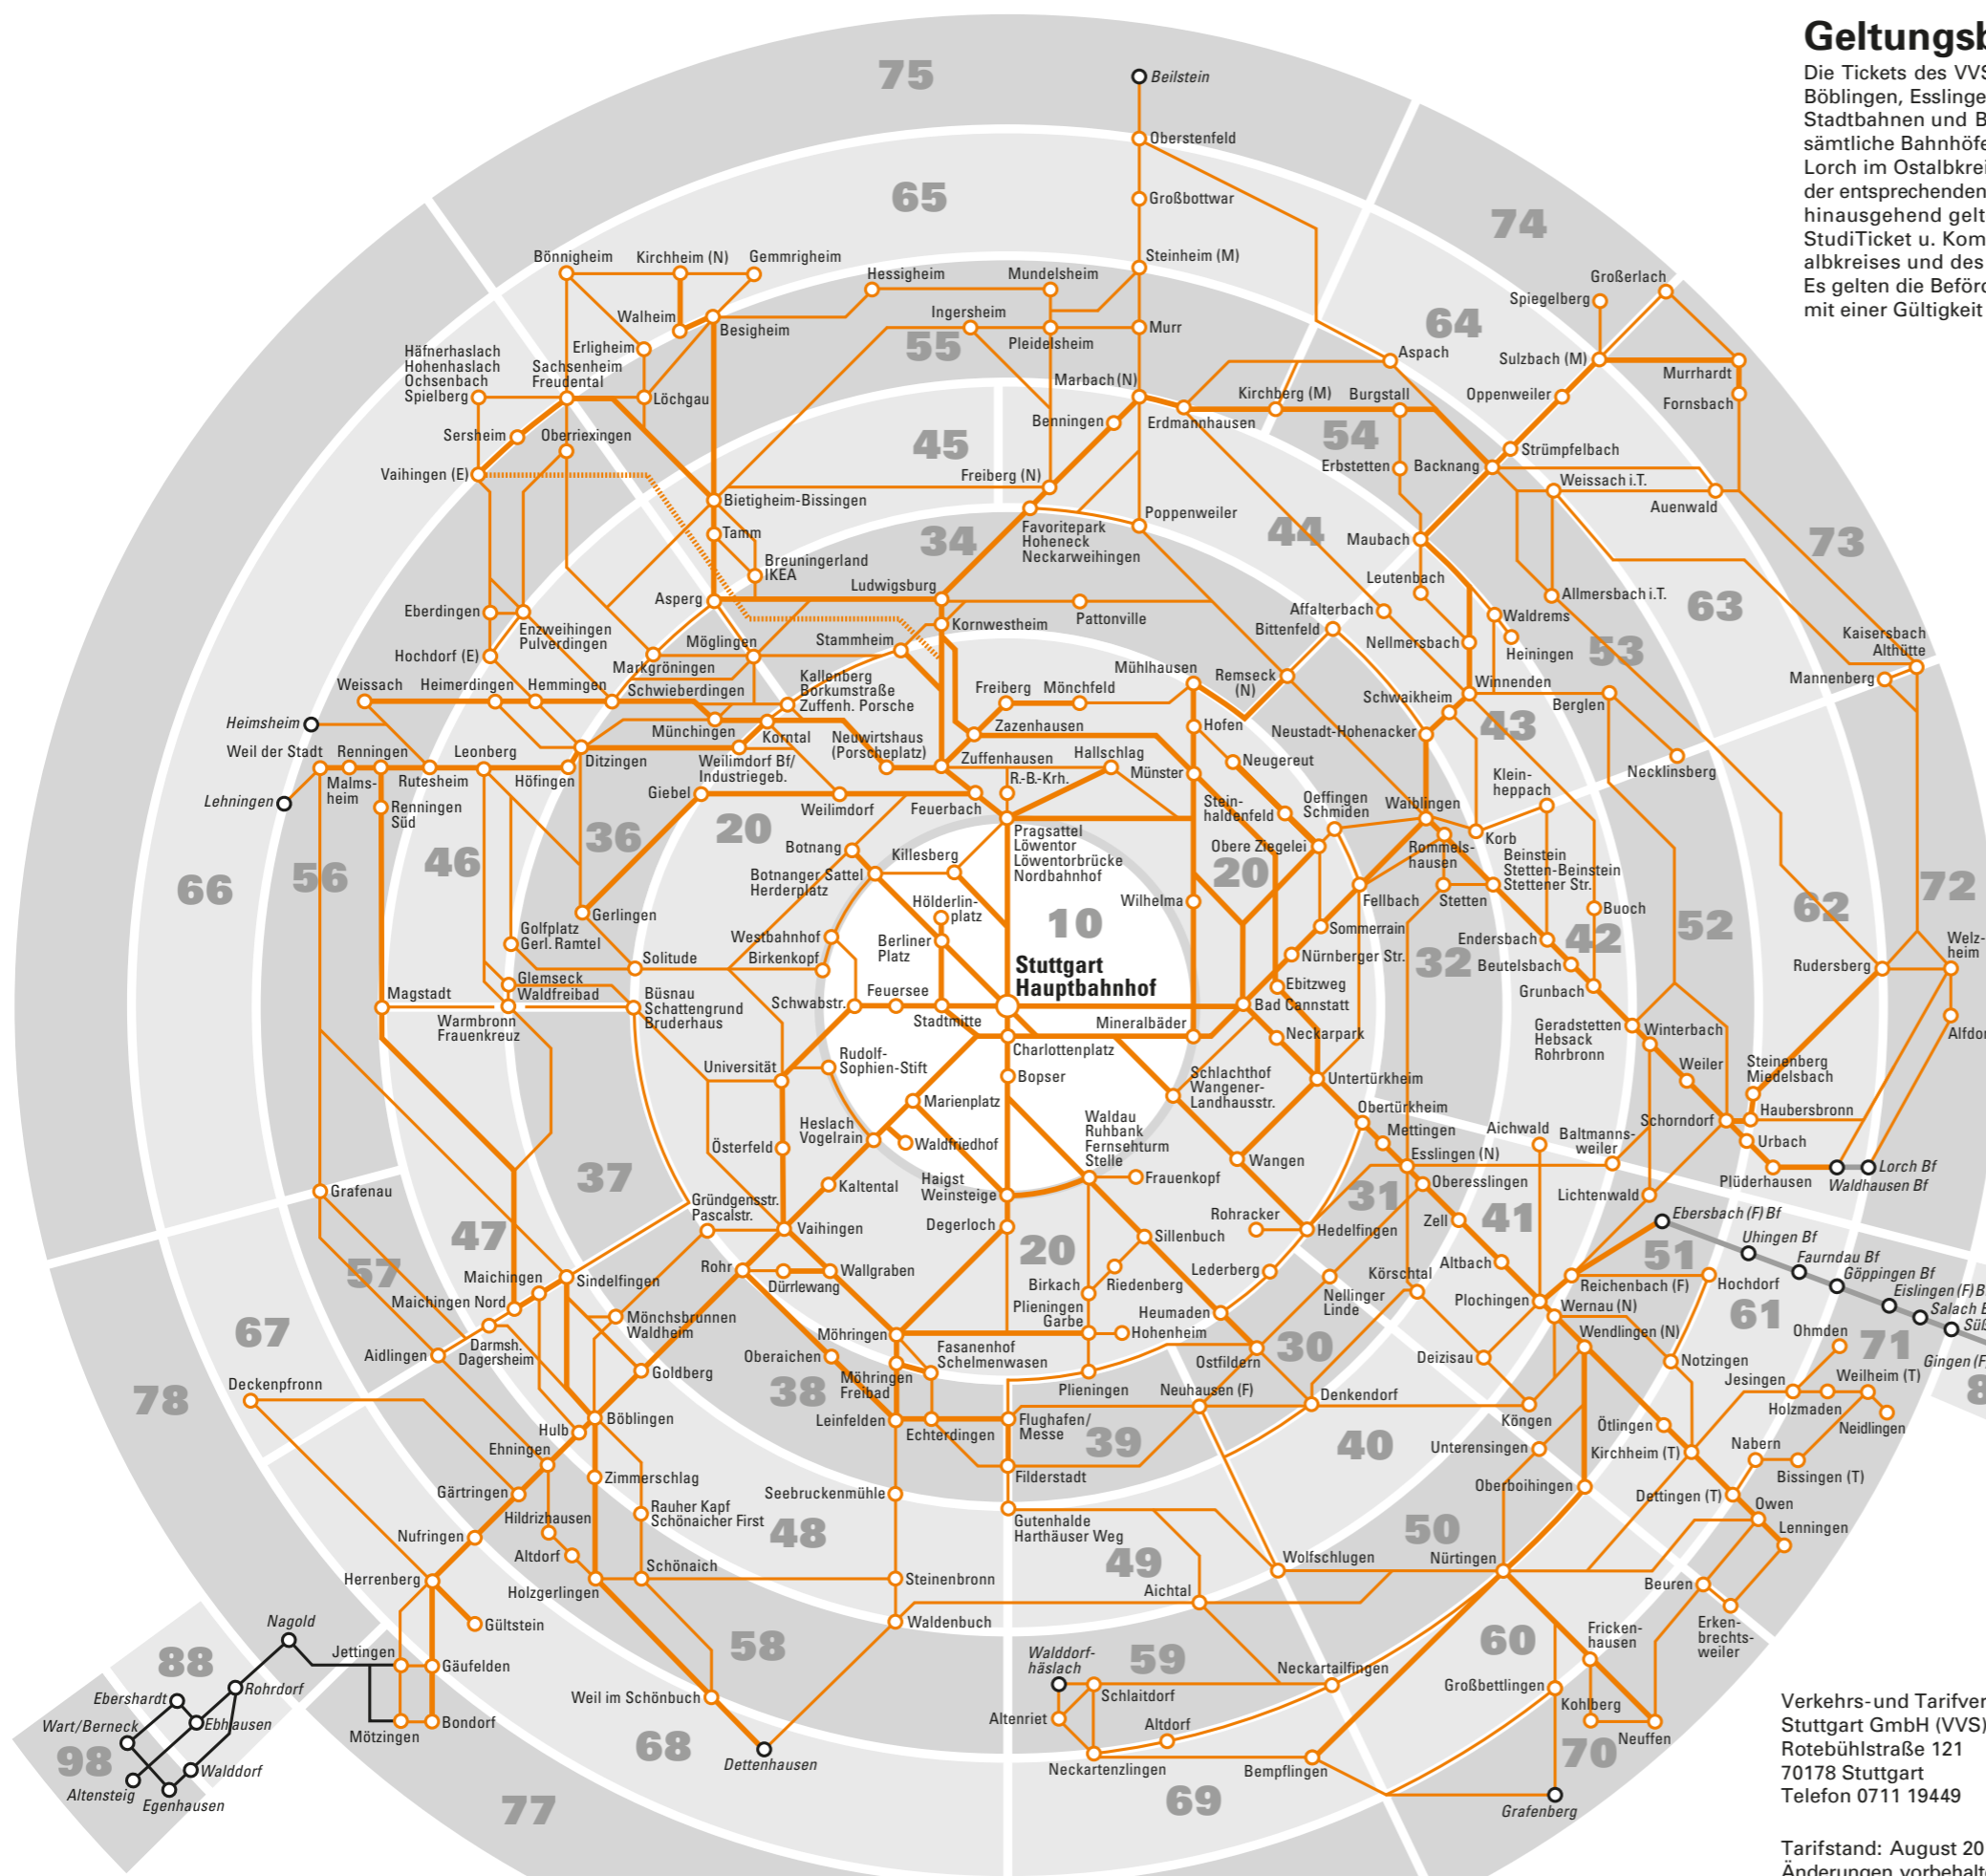 Geltungsb
Die Tickets des VVS
Böblingen, Esslinge
Stadtbahnen und B
sämtliche Bahnhöfe
Lorch im Ostalbkrei
der entsprechenden
hinausgehend gelt
StudiTicket u. Kom
albkreises und des
Es gelten die Beförd
mit einer Gültigkeit
75
Beilstein
Oberstenfeld
65
Großbottwar
74
Steinheim (M)
Bönnigheim
Kirchheim (N)
Gemmrigheim
Hessigheim
Mundelsheim
Großerlach
Spiegelberg
Walheim
Besigheim
Ingersheim
55
Pleidelsheim
Murr
64
Aspach
Sulzbach (M)
Murrhardt
Häfnerhaslach
Hohenhaslach
Ochsenbach
Spielberg
Erligheim
Sachsenheim
Freudental
Löchgau
Marbach (N)
Kirchberg (M)
Burgstall
Oppenweiler
Fornsbach
Sersheim
Oberriexingen
45
Benningen
Erdmannhausen
54
Strümpfelbach
Vaihingen (E)
Bietigheim-Bissingen
Freiberg (N)
Erbstetten
Backnang
Weissach i.T.
Auenwald
Tamm
34
Favoritepark
Hoheneck
Neckarweihingen
Poppenweiler
44
Maubach
73
Breuningerland
IKEA
Ludwigsburg
Leutenbach
Allmersbach i.T.
63
Asperg
Kornwestheim
Pattonville
Affalterbach
Waldrems
Eberdingen
Enzweihingen
Pulverdingen
Möglingen
Stammheim
Bittenfeld
Nellmersbach
Heiningen
53
Kaisersbach
Althütte
Hochdorf (E)
Markgröningen
Mannenberg
Weissach
Heimerdingen
Hemmingen
Schwieberdingen
Kallenberg
Borkumstraße
Zuffenh. Porsche
Freiberg
Mönchfeld
Mühlhausen
Remseck
(N)
Winnenden
Schwaikheim
Berglen
Heimsheim
Münchingen
Korntal
Neuwirtshaus
(Porscheplatz)
Zazenhausen
Hofen
Neustadt-Hohenacker
43
Necklinsberg
Weil der Stadt
Renningen
Leonberg
Ditzingen
Weilimdorf Bf/
Industriegeb.
Zuffenhausen
Hallschlag
Münster
Neugereut
Malms-
heim
Rutesheim
Höfingen
R.-B.-Krh.
Klein-
heppach
Lehningen
Renningen
Süd
Giebel
Weilimdorf
Feuerbach
Stein-
haldenfeld
Oeffingen
Schmiden
Waiblingen
36
20
Botnang
Killesberg
Pragsattel
Löwentor
Löwentorbrücke
Nordbahnhof
Obere Ziegelei
Rommels-
hausen
Korb
Beinstein
Stetten-Beinstein
Stettener Str.
66
56
46
Botnanger Sattel
Herderplatz
20
Fellbach
Stetten
72
Hölderlin-
platz
10
Wilhelma
Buoch
62
Gerlingen
Golfplatz
Gerl. Ramtel
Westbahnhof
Birkenkopf
Berliner
Platz
Sommerrain
Endersbach
42
52
Solitude
Stuttgart
Hauptbahnhof
Nürnberger Str.
32
Beutelsbach
Rudersberg
Welz-
heim
Glemseck
Waldfreibad
Büsnau
Schattengrund
Bruderhaus
Schwabstr.
Feuersee
Ebitzweg
Grunbach
Magstadt
Warmbronn
Frauenkreuz
Stadtmitte
Mineralbäder
Bad Cannstatt
Neckarpark
Geradstetten
Hebsack
Rohrbronn
Winterbach
Alfdor
Charlottenplatz
Universität
Rudolf-
Sophien-Stift
Bopser
Schlachthof
Wangener-
Landhausstr.
Untertürkheim
Weiler
Steinenberg
Miedelsbach
Marienplatz
Waldau
Ruhbank
Fernsehturm
Stelle
Obertürkheim
Schorndorf
Haubersbronn
Heslach
Vogelrain
Waldfriedhof
Mettingen
Aichwald
Baltmanns-
weiler
Urbach
Österfeld
Wangen
Esslingen (N)
Plüderhausen
Lorch Bf
Waldhausen Bf
37
Kaltental
Haigst
Weinsteige
Frauenkopf
Oberesslingen
Lichtenwald
Grafenau
Gründgensstr.
Pascalstr.
31
Ebersbach (F) Bf
47
Vaihingen
Degerloch
Rohracker
Hedelfingen
Zell
41
Uhingen Bf
57
Maichingen
Sindelfingen
Rohr
Wallgraben
20
Sillenbuch
Lederberg
Körschtal
Altbach
51
Faurndau Bf
Göppingen Bf
Dürrlewang
Birkach
Riedenberg
Nellinger
Linde
Reichenbach (F)
Hochdorf
Eislingen (F) B
Maichingen Nord
Mönchsbrunnen
Waldheim
Plieningen
Garbe
Heumaden
Plochingen
Wernau (N)
61
Salach B
67
Darmsh.
Dagersheim
Möhringen
Hohenheim
Wendlingen (N)
Ohmden
Süß
Aidlingen
Goldberg
Oberaichen
Fasanenhof
Schelmenwasen
Ostfildern
30
Deizisau
Notzingen
71
Gingen (F
78
Deckenpfronn
38
Möhringen
Freibad
Plieningen
Neuhausen (F)
Denkendorf
Jesingen
Weilheim (T)
8
Holzmaden
Böblingen
Leinfelden
Echterdingen
Flughafen/
Messe
39
Köngen
Ötlingen
Neidlingen
Hulb
Ehningen
40
Unterensingen
Kirchheim (T)
Nabern
Zimmerschlag
Filderstadt
Bissingen (T)
Gärtringen
Seebruckenmühle
Oberboihingen
Dettingen (T)
Owen
Hildrizhausen
Rauher Kapf
Schönaicher First
Gutenhalde
Harthäuser Weg
Lenningen
Nufringen
48
50
Altdorf
Schönaich
49
Wolfschlugen
Nürtingen
Herrenberg
Holzgerlingen
Steinenbronn
Aichtal
Beuren
Nagold
Gültstein
Waldenbuch
Erken-
brechts-
weiler
Jettingen
58
60
Fricken-
hausen
88
Gäufelden
Walddorf-
häslach
59
Neckartailfingen
Rohrdorf
Weil im Schönbuch
Schlaitdorf
Großbettlingen
Ebershardt
Kohlberg
Verkehrs- und Tarifver
Wart/Berneck
Ebhausen
Bondorf
Altenriet
Altdorf
Neuffen
Stuttgart GmbH (VVS)
Mötzingen
68
70
Rotebühlstraße 121
98
Walddorf
Dettenhausen
Neckartenzlingen
Bempflingen
70178 Stuttgart
Altensteig
Egenhausen
77
69
Grafenberg
Telefon 0711 19449
Tarifstand: August 20
Änderungen vorbehalt